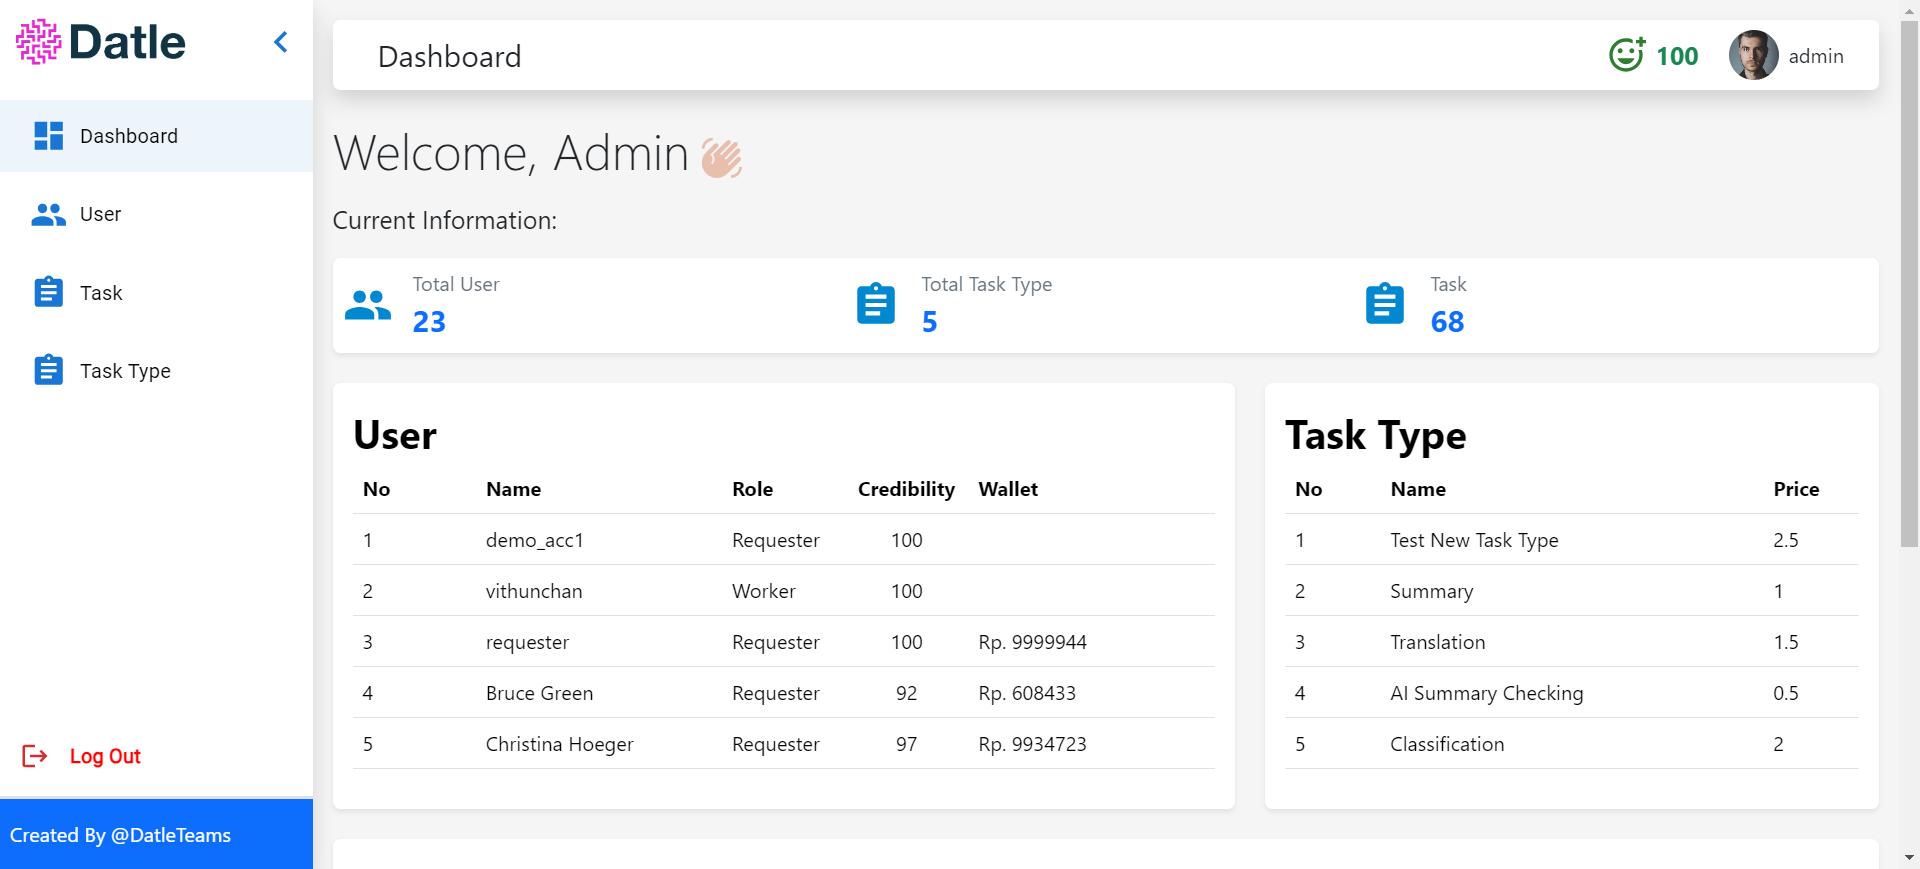 Datle
Dashboard
User
Task
Task Type
Log Out
Created By @DatleTeams
Dashboard
100
admin
Welcome, Admin
Current Information:
Total User
23
Total Task Type
5
Task
68
User
No Name Role Credibility Wallet
1 demo_acc1 Requester 100
2 vithunchan Worker 100
3 requester Requester 100 Rp. 9999944
4 Bruce Green Requester 92 Rp. 608433
5 Christina Hoeger Requester 97 Rp. 9934723
Task Type
No Name Price
1 Test New Task Type 2.5
2 Summary 1
3 Translation 1.5
4 AI Summary Checking 0.5
5 Classification 2